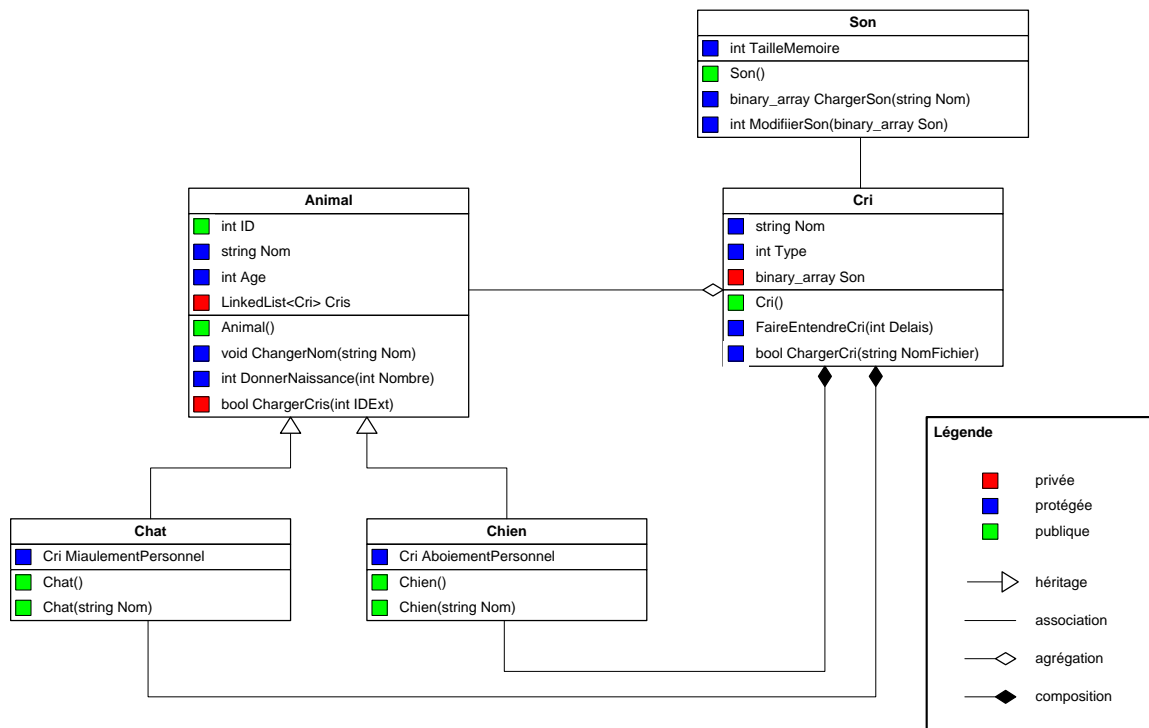 Son
int TailleMemoire
Son()
binary_array ChargerSon(string Nom)
int ModifiierSon(binary_array Son)
Animal
int ID
string Nom
int Age
LinkedList<Cri> Cris
Animal()
void ChangerNom(string Nom)
int DonnerNaissance(int Nombre)
bool ChargerCris(int IDExt)
Cri
string Nom
int Type
binary_array Son
Cri()
FaireEntendreCri(int Delais)
bool ChargerCri(string NomFichier)
Chat
Cri MiaulementPersonnel
Chat()
Chat(string Nom)
Chien
Cri AboiementPersonnel
Chien()
Chien(string Nom)
Légende
privée
protégée
publique
héritage
association
agrégation
composition